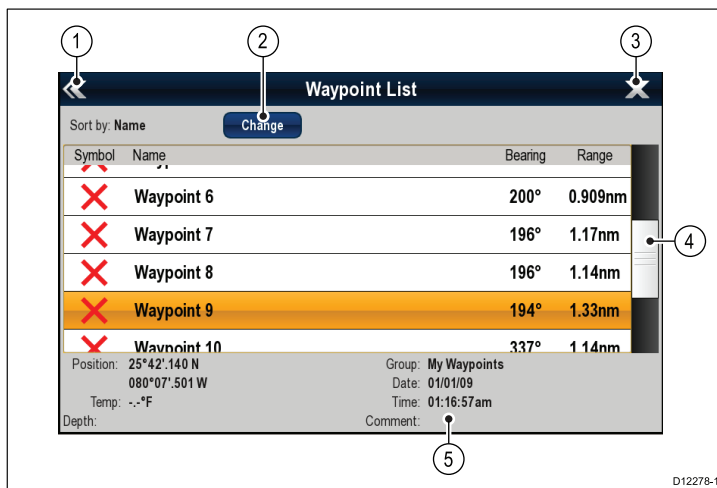 1 2 3
Waypoint List
Sort by: Name Change
Symbol Name Bearing Range
Waypoint 6 200° 0.909nm
Waypoint 7 196° 1.17nm
4
Waypoint 8 196° 1.14nm
Waypoint 9 194° 1.33nm
Waypoint 10 337° 1.14nm
Position: 25°42'.140 N Group: My Waypoints
080°07'.501 W Date: 01/01/09
Temp: -.-°F Time: 01:16:57am
Depth: Comment:
5
D12278-1